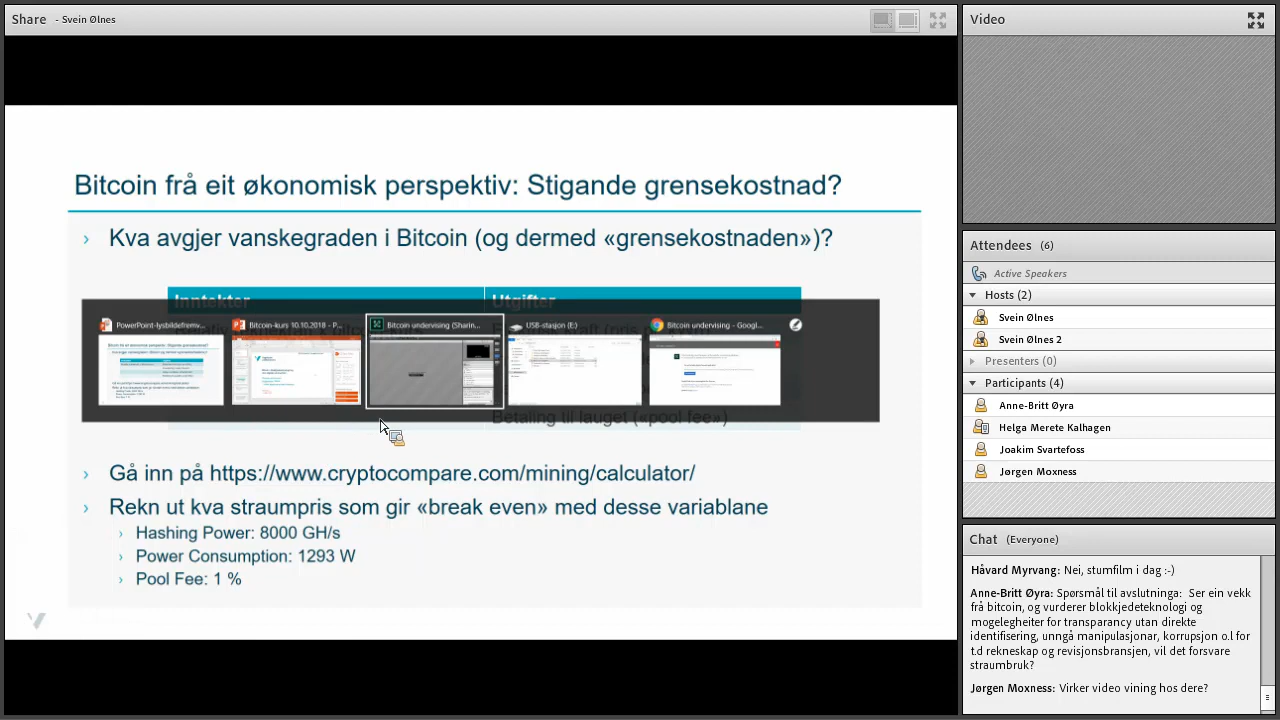 Share - Svein Ølnes
Bitcoin frå eit økonomisk perspektiv: Stigande grensekostnad?
› Kva avgjer vanskegraden i Bitcoin (og dermed «grensekostnaden»)?
Inntekter Utgifter
PowerPoint-lysbildefremv... Bitcoin-kurs 10.10.2018 - P... Bitcoin undervising (Sharin... USB-stasjon (E:) Bitcoin undervising - Googl...
Betaling til lauget («pool fee»)
› Gå inn på https://www.cryptocompare.com/mining/calculator/
› Rekn ut kva straumpris som gir «break even» med desse variablane
› Hashing Power: 8000 GH/s
› Power Consumption: 1293 W
› Pool Fee: 1 %
Video
Attendees (6)
Active Speakers
Hosts (2)
Svein Ølnes
Svein Ølnes 2
Presenters (0)
Participants (4)
Anne-Britt Øyra
Helga Merete Kalhagen
Joakim Svartefoss
Jørgen Moxness
Chat (Everyone)
Håvard Myrvang: Nei, stumfilm i dag :-)
Anne-Britt Øyra: Spørsmål til avslutninga: Ser ein vekk
frå bitcoin, og vurderer blokkjedeteknologi og
mogelegheiter for transparancy utan direkte
identifisering, unngå manipulasjonar, korrupsjon o.l for
t.d rekneskap og revisjonsbransjen, vil det forsvare
straumbruk?
Jørgen Moxness: Virker video vining hos dere?